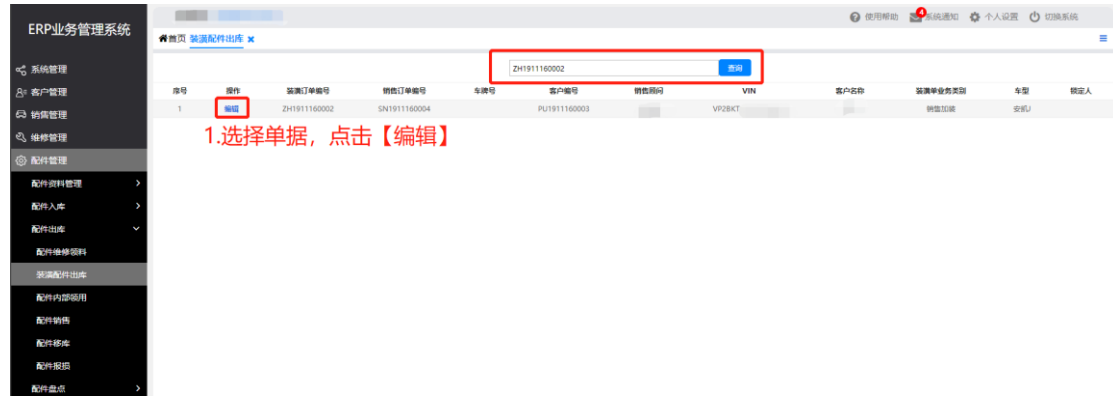 ERP业务管理系统
使用帮助 4 系统通知 个人设置 切换系统
首页 装潢配件出库 ×
系统管理
客户管理
销售管理
维修管理
配件管理
配件资料管理
配件入库
配件出库
配件维修领料
装潢配件出库
配件内部领用
配件销售
配件移库
配件报损
配件盘点
ZH1911160002 查询
序号 操作 装潢订单编号 销售订单编号 车牌号 客户编号 销售顾问 VIN 客户名称 装潢单业务类别 车型 锁定人
1 编辑 ZH1911160002 SN1911160004 PU1911160003 VP2BKT 销售加装
1.选择单据，点击【编辑】